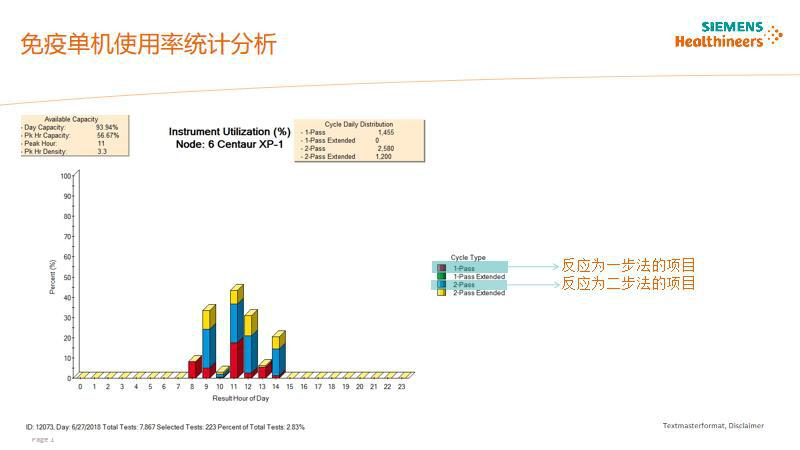 免疫单机使用率统计分析
SIEMENS
Healthineers
Available Capacity
- Day Capacity: 93.94%
- Pk Hr Capacity: 56.67%
- Peak Hour: 11
- Pk Hr Density: 3.3
Instrument Utilization (%)
Node: 6 Centaur XP-1
Cycle Daily Distribution
- 1-Pass 1,455
- 1-Pass Extended 0
- 2-Pass 2,580
- 2-Pass Extended 1,200
100
90
80
70
60
50
40
30
20
10
0
Percent (%)
0 1 2 3 4 5 6 7 8 9 10 11 12 13 14 15 16 17 18 19 20 21 22 23
Result Hour of Day
Cycle Type
1-Pass
1-Pass Extended
2-Pass
2-Pass Extended
反应为一步法的项目
反应为二步法的项目
ID: 12073, Day: 6/27/2018 Total Tests: 7,867 Selected Tests: 223 Percent of Total Tests: 2.83%
Page 1
Textmasterformat, Disclaimer